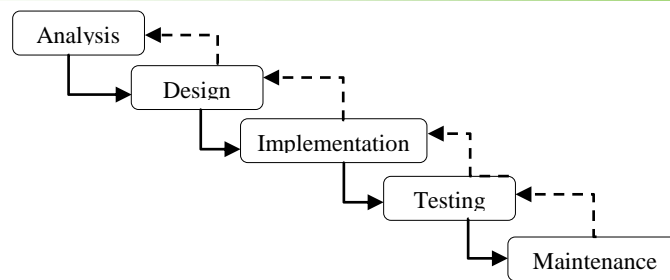 Analysis
Design
Implementation
Testing
Maintenance